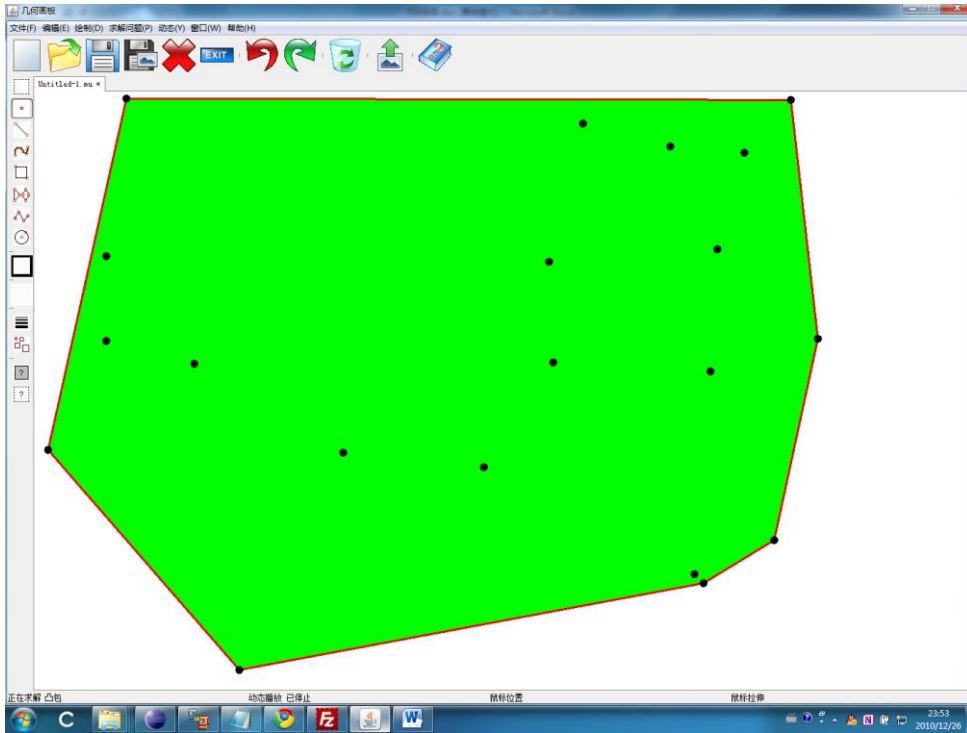 几何画板
文件(F) 编辑(E) 绘制(D) 求解问题(P) 动态(Y) 窗口(W) 帮助(H)
EXIT
Untitled-1.mu *
?
?
正在求解 凸包 动态播放 已停止 鼠标位置 鼠标拉伸
C Fz W N 23:53
2010/12/26